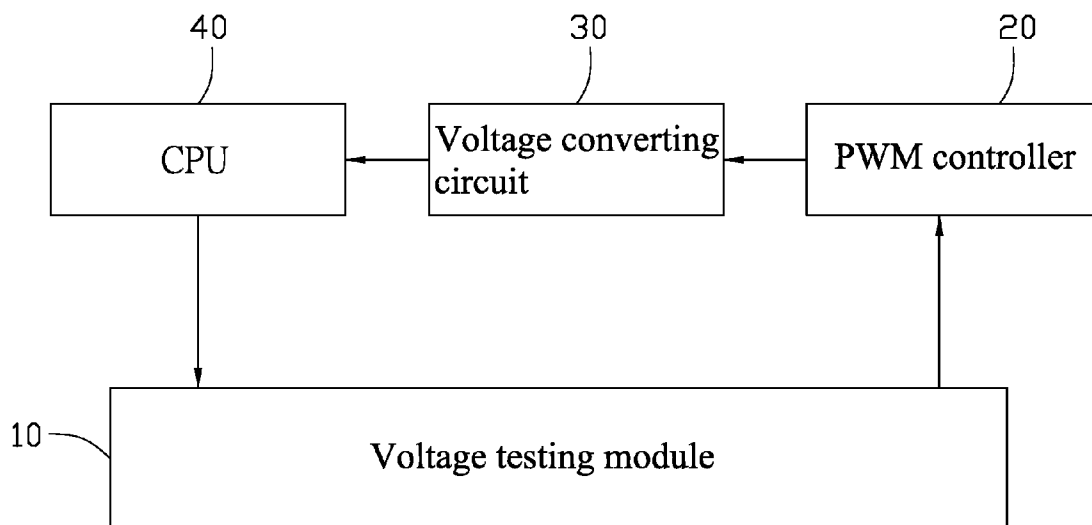 40
30
20
CPU
Voltage converting
circuit
PWM controller
10
Voltage testing module